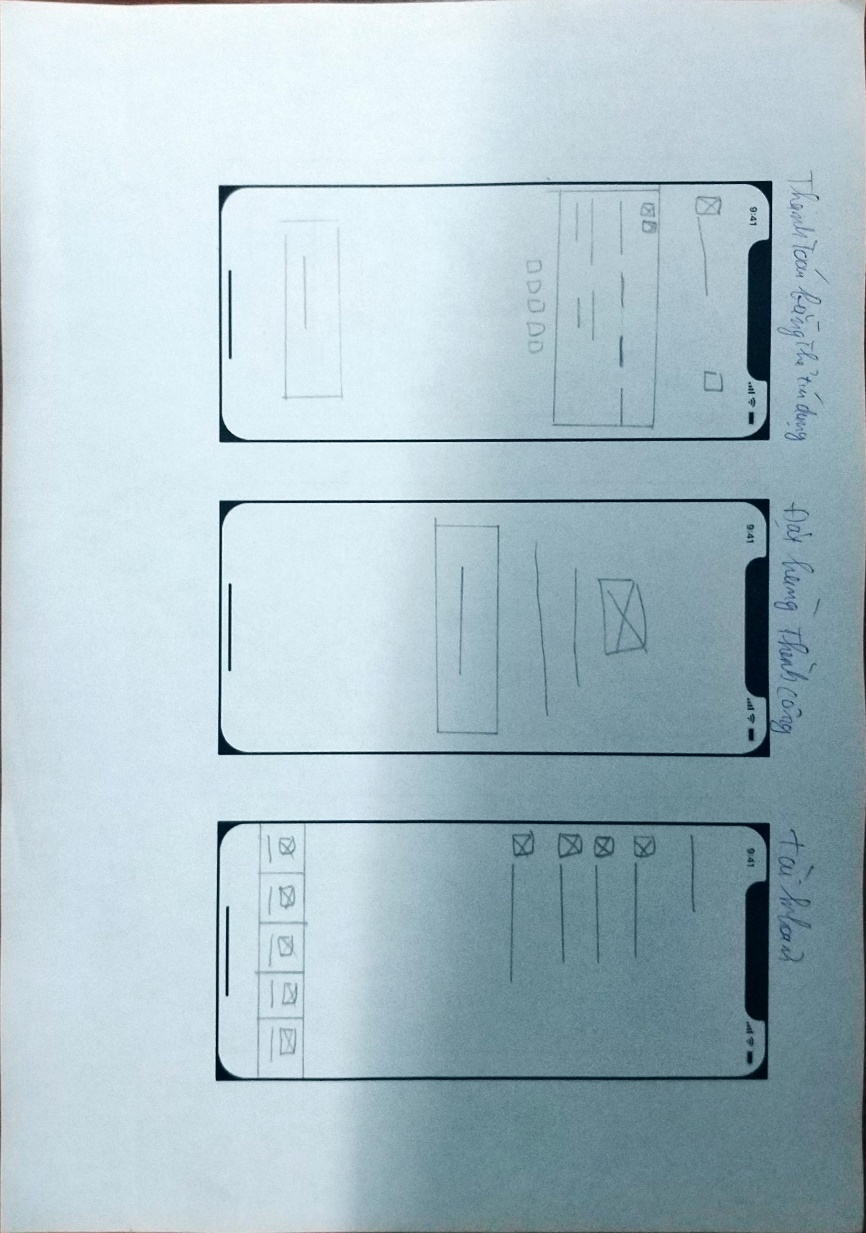 Thanh toán bằng thẻ tín dụng
9:41
Đặt hàng thành công
9:41
tài khoản
9:41